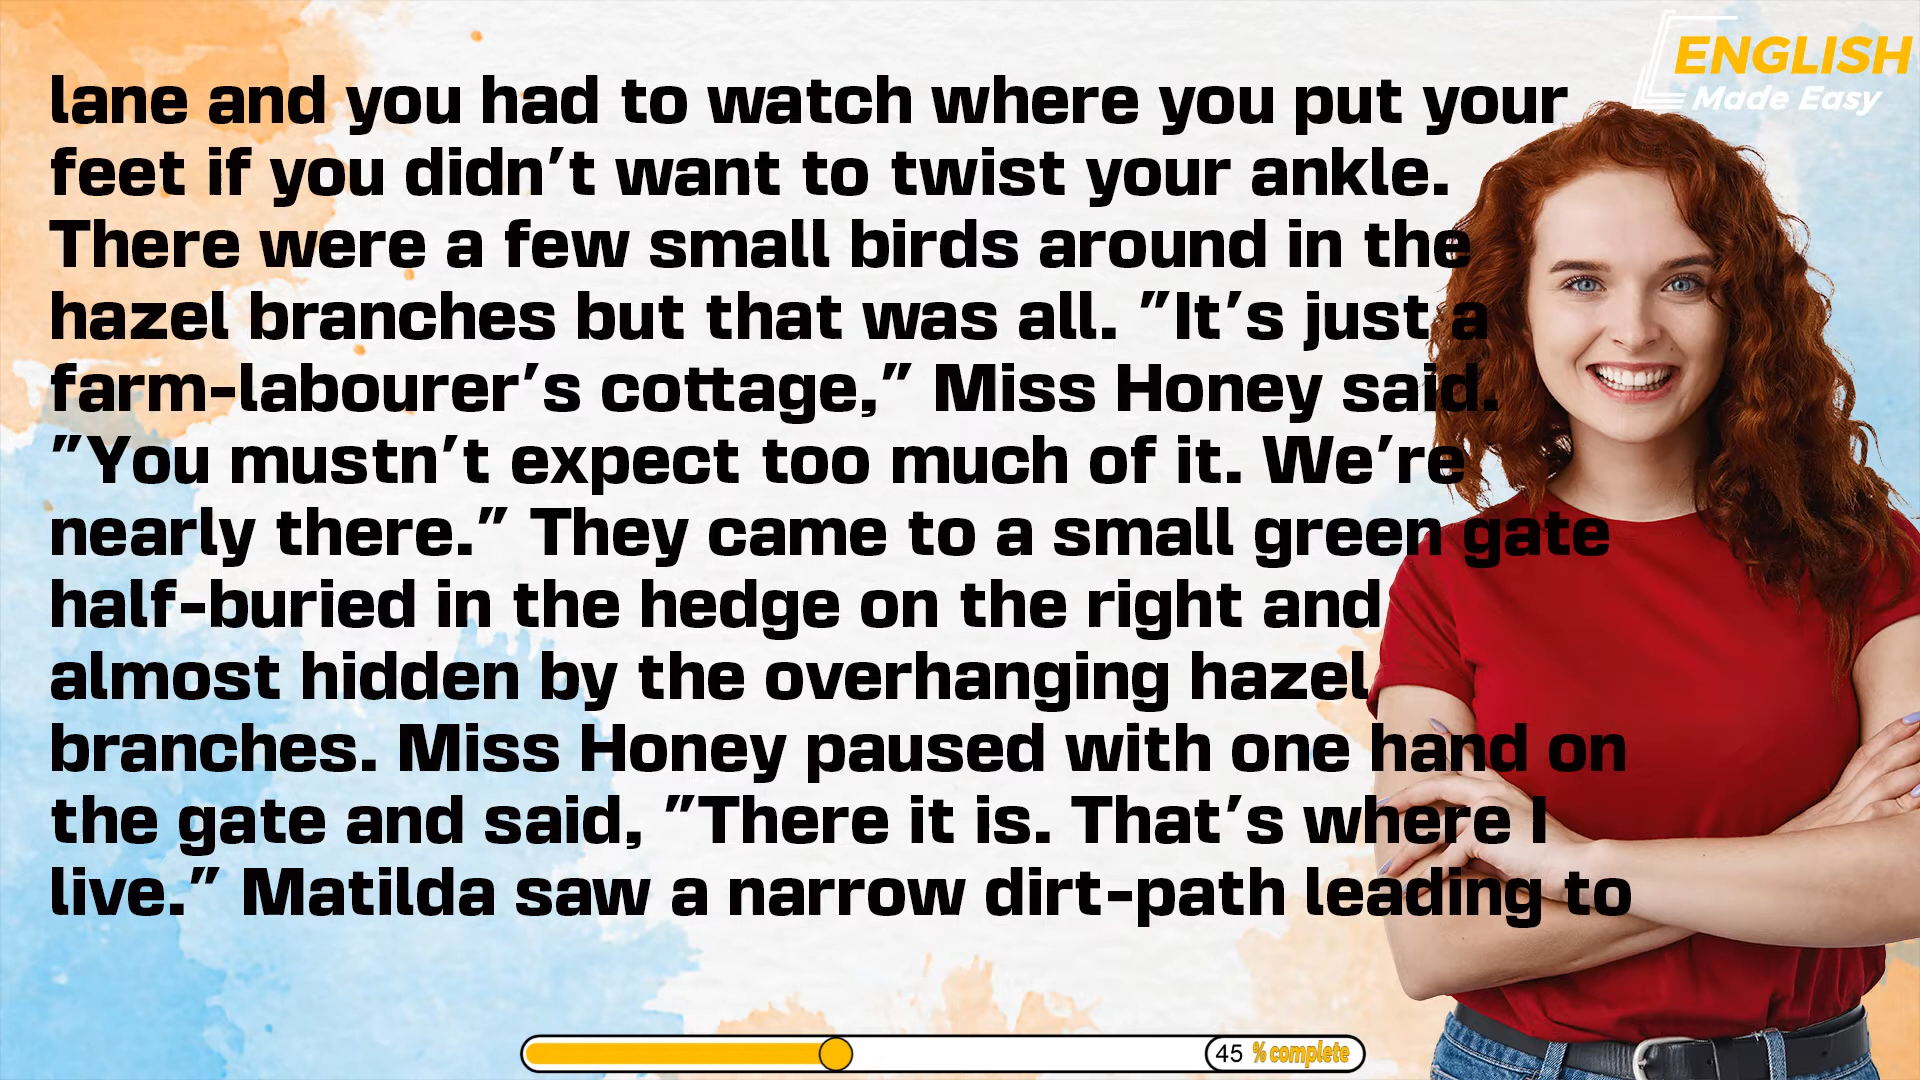 ENGLISH
Made Easy
lane and you had to watch where you put your
feet if you didn’t want to twist your ankle.
There were a few small birds around in the
hazel branches but that was all. ”It’s just a
farm-labourer’s cottage,” Miss Honey said.
”You mustn’t expect too much of it. We’re
nearly there.” They came to a small green gate
half-buried in the hedge on the right and
almost hidden by the overhanging hazel
branches. Miss Honey paused with one hand on
the gate and said, ”There it is. That’s where I
live.” Matilda saw a narrow dirt-path leading to
45 % complete